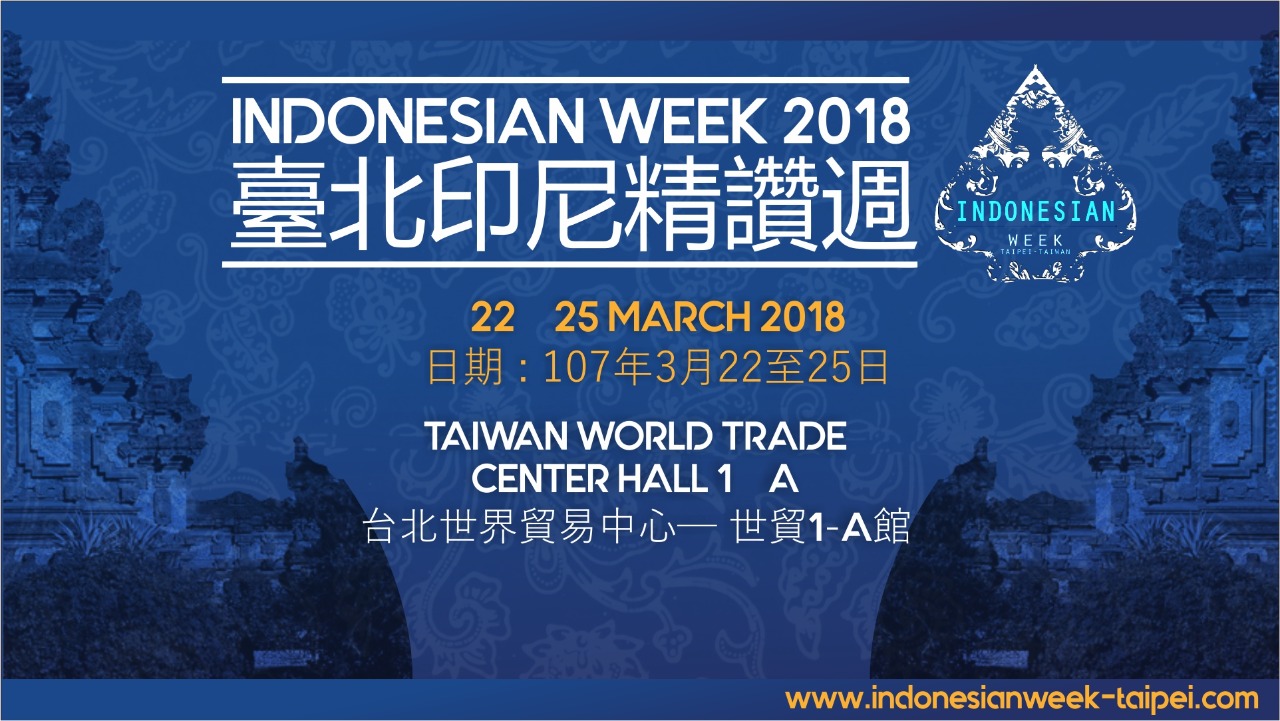 INDONESIAN WEEK 2018
臺北印尼精讚週
INDONESIAN
WEEK
TAIPEI-TAIWAN
22 25 MARCH 2018
日期：107年3月22至25日
TAIWAN WORLD TRADE
CENTER HALL 1 A
台北世界貿易中心— 世貿1-A館
www.indonesianweek-taipei.com